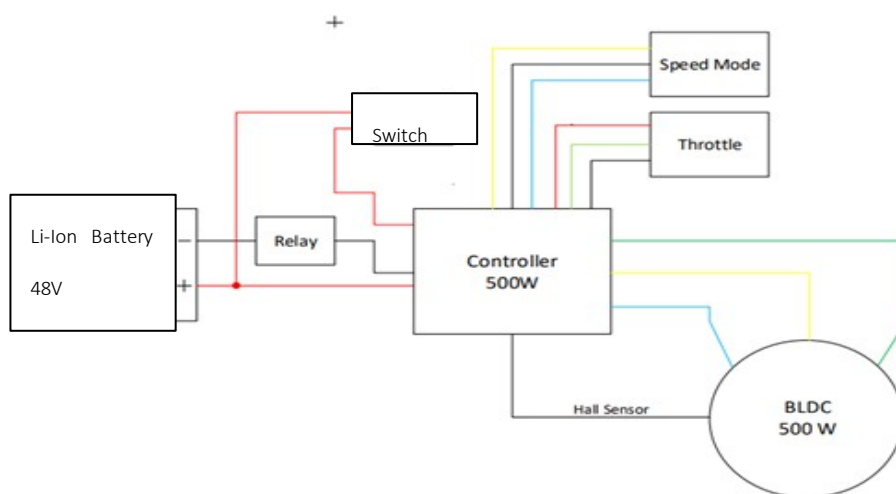 Speed Mode
Switch
Throttle
Li-Ion Battery
48V
−
+
Relay
Controller
500W
Hall Sensor
BLDC
500 W